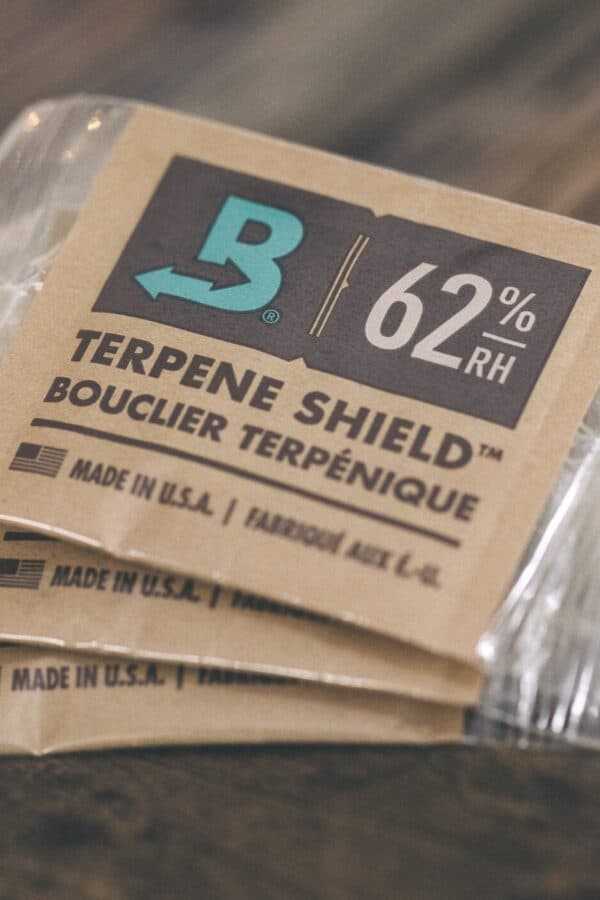 B®
62%
RH
TERPENE SHIELD™
BOUCLIER TERPÉNIQUE
MADE IN U.S.A. | FABRIQUÉ AUX É.-U.
MADE IN U.S.A. |
MADE IN U.S.A. |